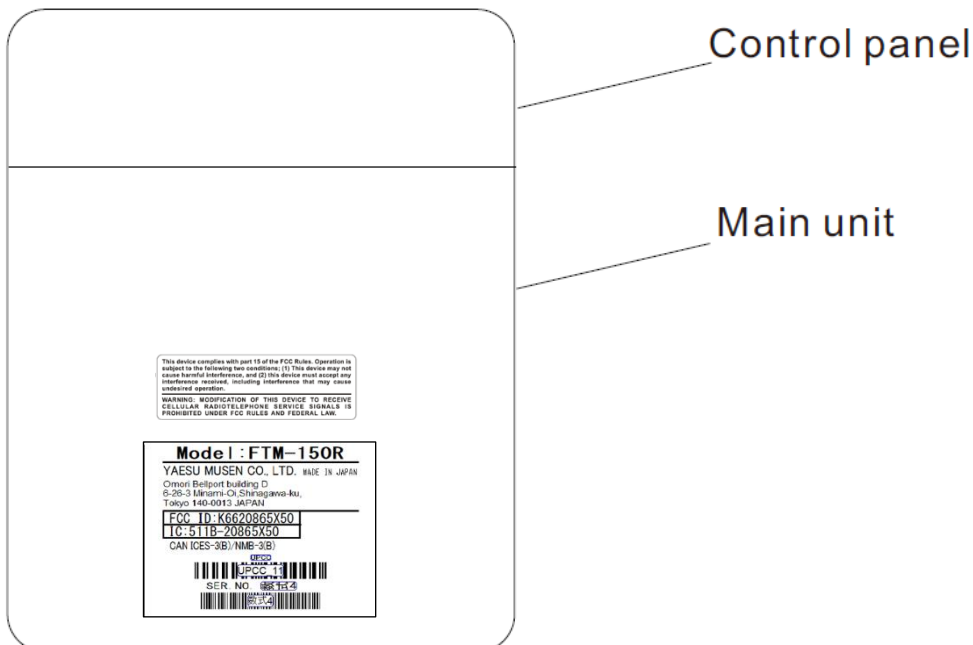 Control panel
Main unit
This device complies with part 15 of the FCC Rules. Operation is
subject to the following two conditions; (1) This device may not
cause harmful interference, and (2) this device must accept any
interference received, including interference that may cause
undesired operation.
WARNING: MODIFICATION OF THIS DEVICE TO RECEIVE
CELLULAR RADIOTELEPHONE SERVICE SIGNALS IS
PROHIBITED UNDER FCC RULES AND FEDERAL LAW.
Model:FTM-150R
YAESU MUSEN CO., LTD. MADE IN JAPAN
Omori Bellport building D
6-26-3 Minami-Oi,Shinagawa-ku,
Tokyo 140-0013 JAPAN
FCC ID:K6620865X50
IC:511B-20865X50
CAN ICES-3(B)/NMB-3(B)
UPCC
UPCC 11
SER. NO.
数式4